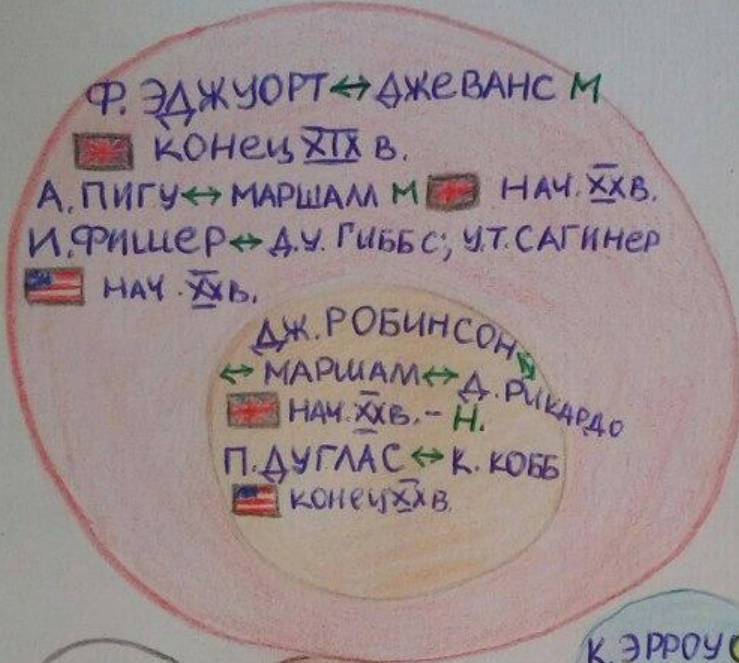 Ф. ЭДЖУОРТ ↔ ДЖЕВАНС М
КОНЕЦ XIX В.
А. ПИГУ ↔ МАРШАЛЛ М НАЧ. XX В.
И. ФИШЕР ↔ Д.У. ГИББС; У.Т. САГИНЕР
НАЧ. XX В.
ДЖ. РОБИНСОН
↔ МАРШАЛЛ ↔ Д. РИКАРДО
НАЧ. XX В. – Н.
П. ДУГЛАС ↔ К. КОББ
КОНЕЦ XX В.
К. ЭРРОУ